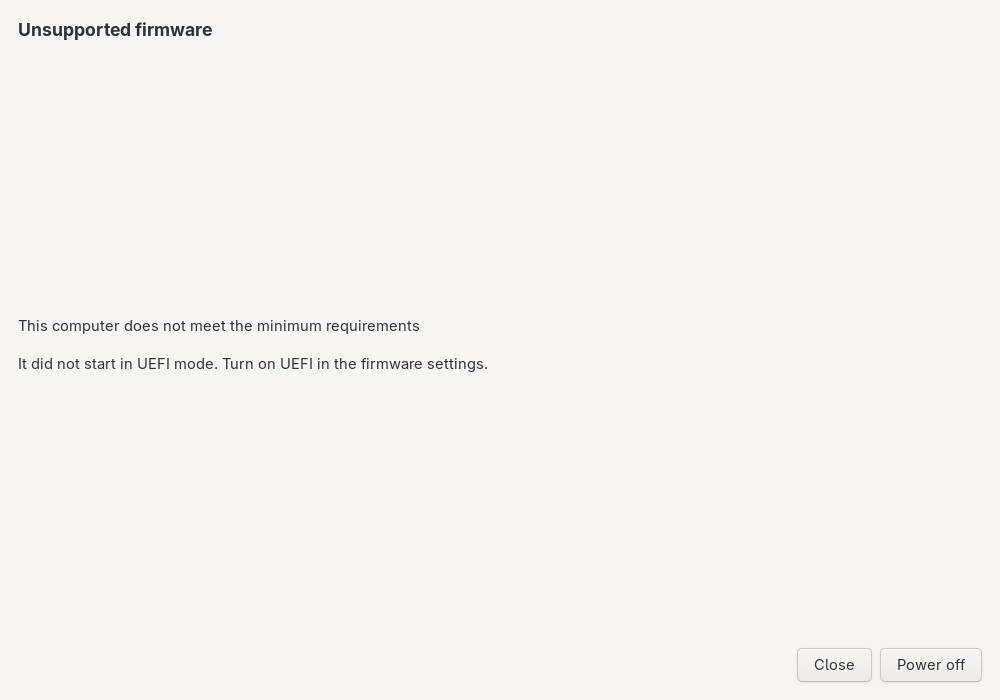 Unsupported firmware
This computer does not meet the minimum requirements
It did not start in UEFI mode. Turn on UEFI in the firmware settings.
Close
Power off